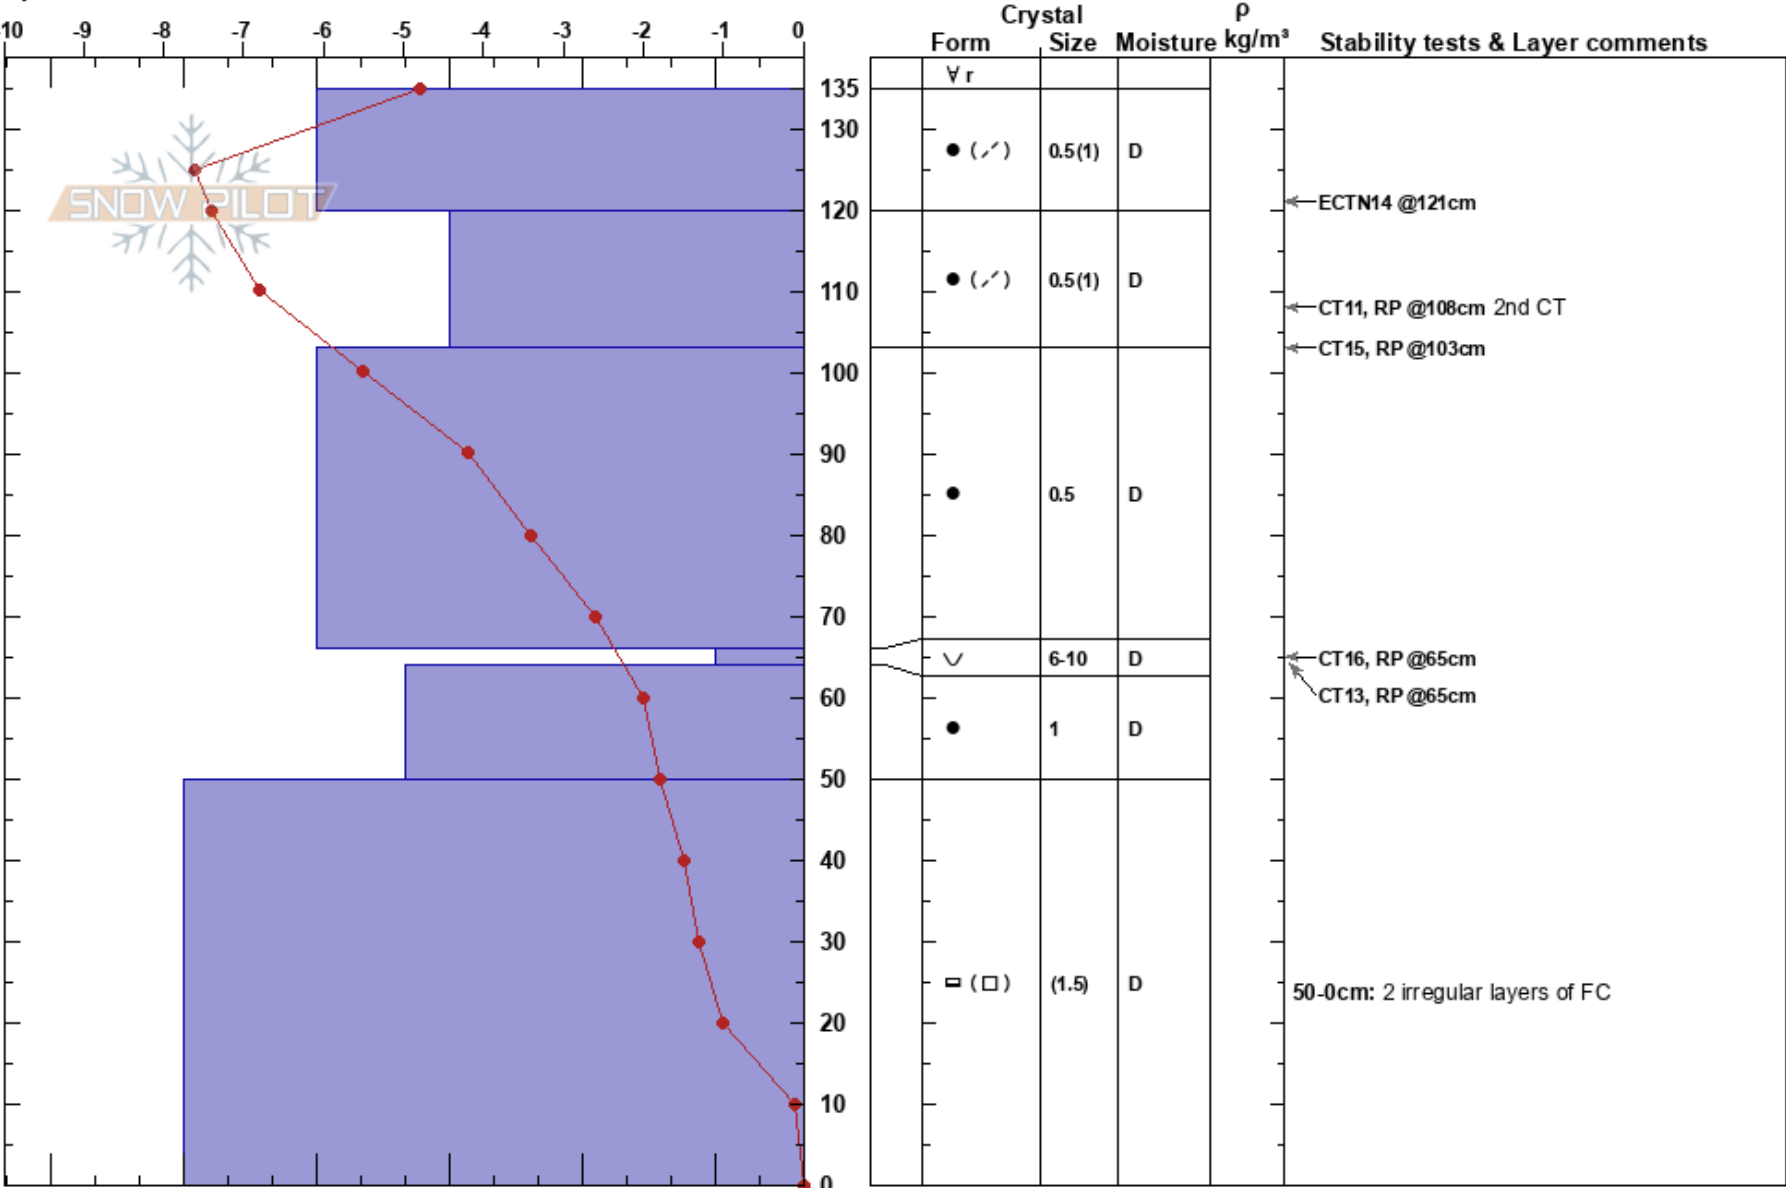 Crystal ρ
-10 -9 -8 -7 -6 -5 -4 -3 -2 -1 0 Form Size Moisture kg/m³ Stability tests & Layer comments
∀ r
135
130
● (⟋) 0.5(1) D
SNOW PILOT
120
ECTN14 @121cm
● (⟋) 0.5(1) D
110
CT11, RP @108cm 2nd CT
CT15, RP @103cm
100
90
● 0.5 D
80
70
∨ 6-10 D CT16, RP @65cm
60 CT13, RP @65cm
● 1 D
50
40
30
(□) (1.5) D 50-0cm: 2 irregular layers of FC
20
10
0